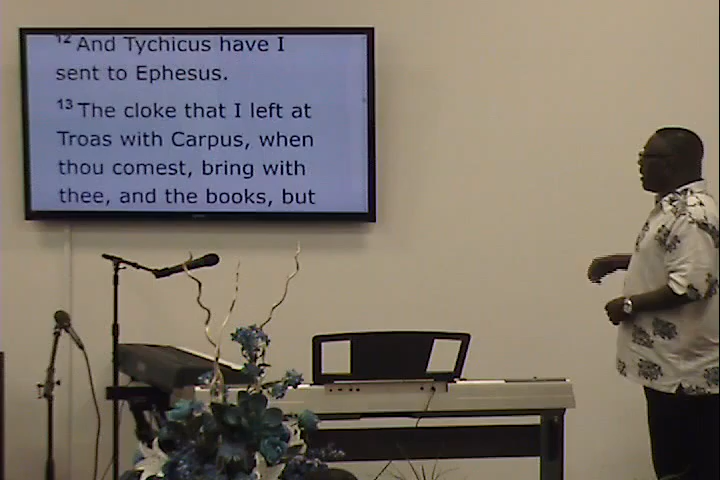 12 And Tychicus have I
sent to Ephesus.
13 The cloke that I left at
Troas with Carpus, when
thou comest, bring with
thee, and the books, but